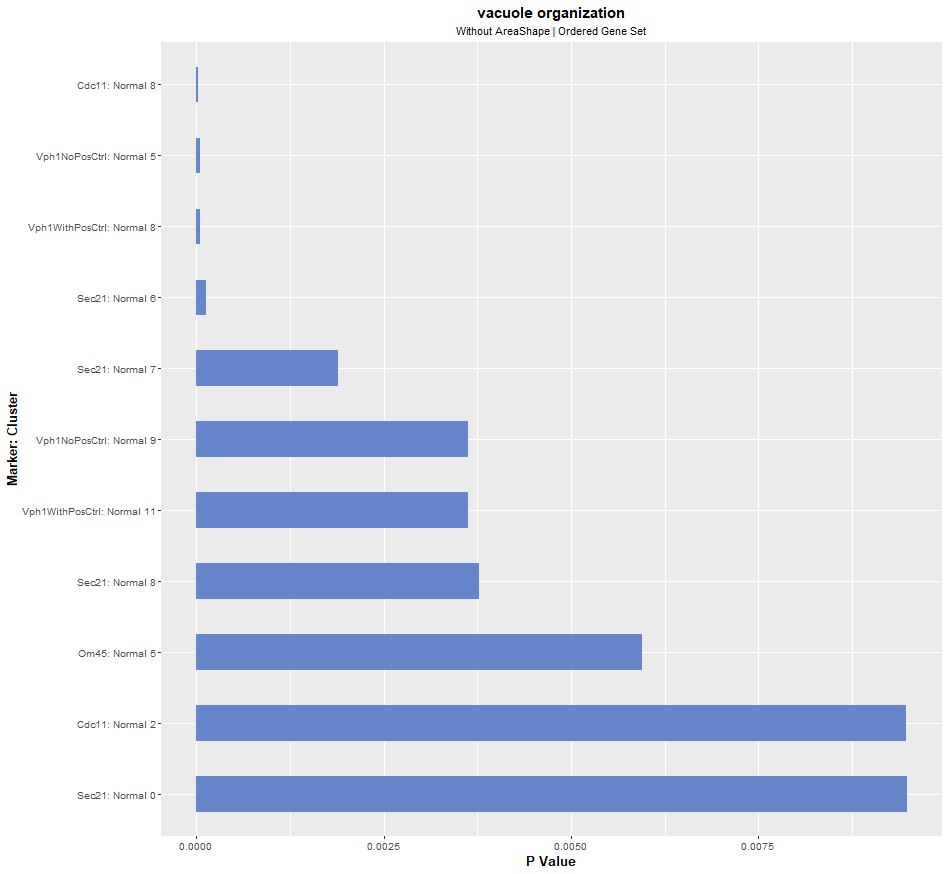 vacuole organization
Without AreaShape | Ordered Gene Set
Marker: Cluster
Cdc11: Normal 8
Vph1NoPosCtrl: Normal 5
Vph1WithPosCtrl: Normal 8
Sec21: Normal 6
Sec21: Normal 7
Vph1NoPosCtrl: Normal 9
Vph1WithPosCtrl: Normal 11
Sec21: Normal 8
Om45: Normal 5
Cdc11: Normal 2
Sec21: Normal 0
0.0000 0.0025 0.0050 0.0075
P Value